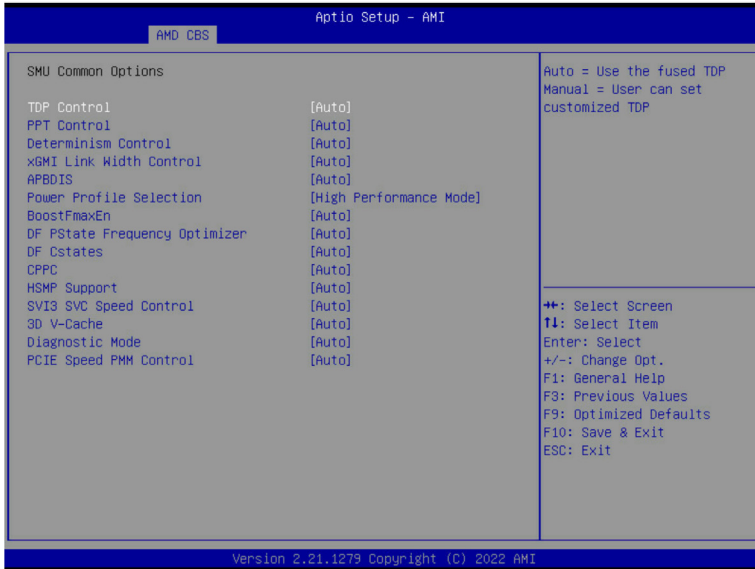 Aptio Setup - AMI
AMD CBS
SMU Common Options
TDP Control [Auto]
PPT Control [Auto]
Determinism Control [Auto]
xGMI Link Width Control [Auto]
APBDIS [Auto]
Power Profile Selection [High Performance Mode]
BoostFmaxEn [Auto]
DF PState Frequency Optimizer [Auto]
DF Cstates [Auto]
CPPC [Auto]
HSMP Support [Auto]
SVI3 SVC Speed Control [Auto]
3D V-Cache [Auto]
Diagnostic Mode [Auto]
PCIE Speed PMM Control [Auto]
Auto = Use the fused TDP
Manual = User can set
customized TDP
→←: Select Screen
↑↓: Select Item
Enter: Select
+/-: Change Opt.
F1: General Help
F3: Previous Values
F9: Optimized Defaults
F10: Save & Exit
ESC: Exit
Version 2.21.1279 Copyright (C) 2022 AMI